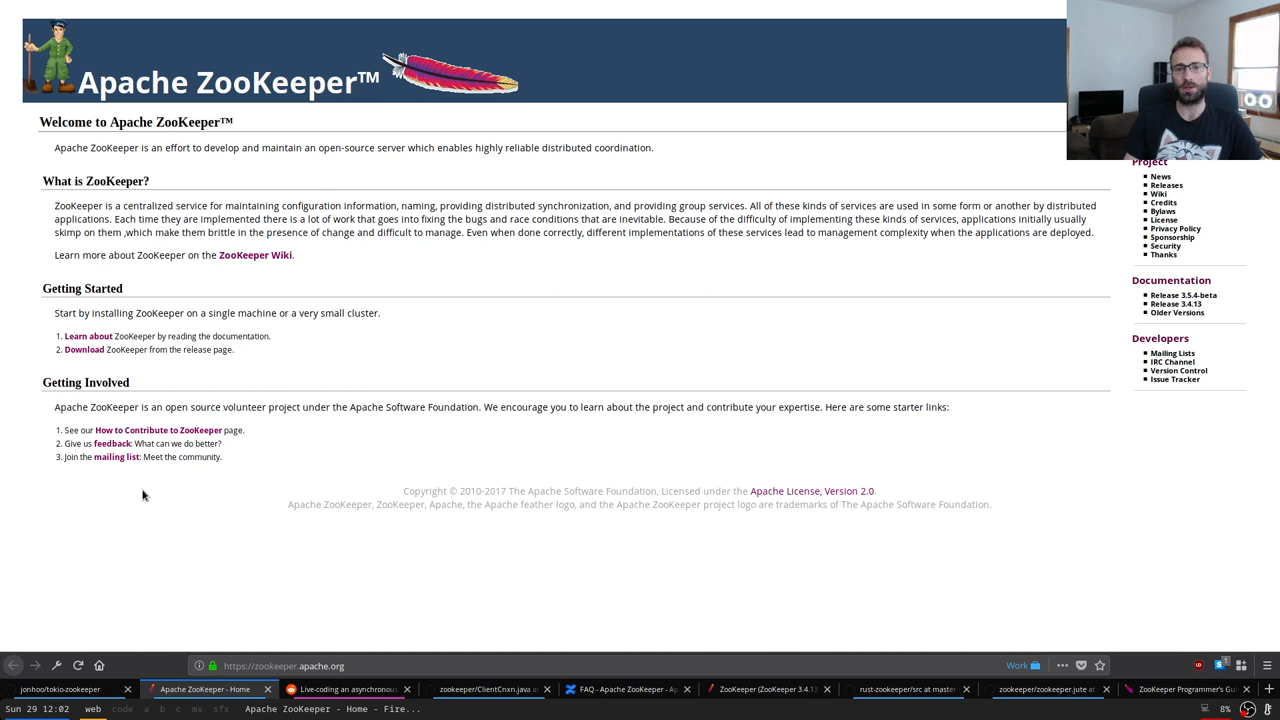 Apache ZooKeeper™
Welcome to Apache ZooKeeper™
Apache ZooKeeper is an effort to develop and maintain an open-source server which enables highly reliable distributed coordination.
What is ZooKeeper?
ZooKeeper is a centralized service for maintaining configuration information, naming, providing distributed synchronization, and providing group services. All of these kinds of services are used in some form or another by distributed
applications. Each time they are implemented there is a lot of work that goes into fixing the bugs and race conditions that are inevitable. Because of the difficulty of implementing these kinds of services, applications initially usually
skimp on them ,which make them brittle in the presence of change and difficult to manage. Even when done correctly, different implementations of these services lead to management complexity when the applications are deployed.
Learn more about ZooKeeper on the ZooKeeper Wiki.
Getting Started
Start by installing ZooKeeper on a single machine or a very small cluster.
1. Learn about ZooKeeper by reading the documentation.
2. Download ZooKeeper from the release page.
Getting Involved
Apache ZooKeeper is an open source volunteer project under the Apache Software Foundation. We encourage you to learn about the project and contribute your expertise. Here are some starter links:
1. See our How to Contribute to ZooKeeper page.
2. Give us feedback: What can we do better?
3. Join the mailing list: Meet the community.
Copyright © 2010-2017 The Apache Software Foundation, Licensed under the Apache License, Version 2.0.
Apache ZooKeeper, ZooKeeper, Apache, the Apache feather logo, and the Apache ZooKeeper project logo are trademarks of The Apache Software Foundation.
Project
News
Releases
Wiki
Credits
Bylaws
License
Privacy Policy
Sponsorship
Security
Thanks
Documentation
Release 3.5.4-beta
Release 3.4.13
Older Versions
Developers
Mailing Lists
IRC Channel
Version Control
Issue Tracker
https://zookeeper.apache.org
Work
1
jonhoo/tokio-zookeeper
Apache ZooKeeper - Home
Live-coding an asynchronous
zookeeper/ClientCnxn.java at
FAQ - Apache ZooKeeper - Ap
ZooKeeper (ZooKeeper 3.4.13
rust-zookeeper/src at master
zookeeper/zookeeper.jute at
ZooKeeper Programmer's Gu
Sun 29 12:02 web code a b c mx sfx Apache ZooKeeper - Home - Fire...
8%